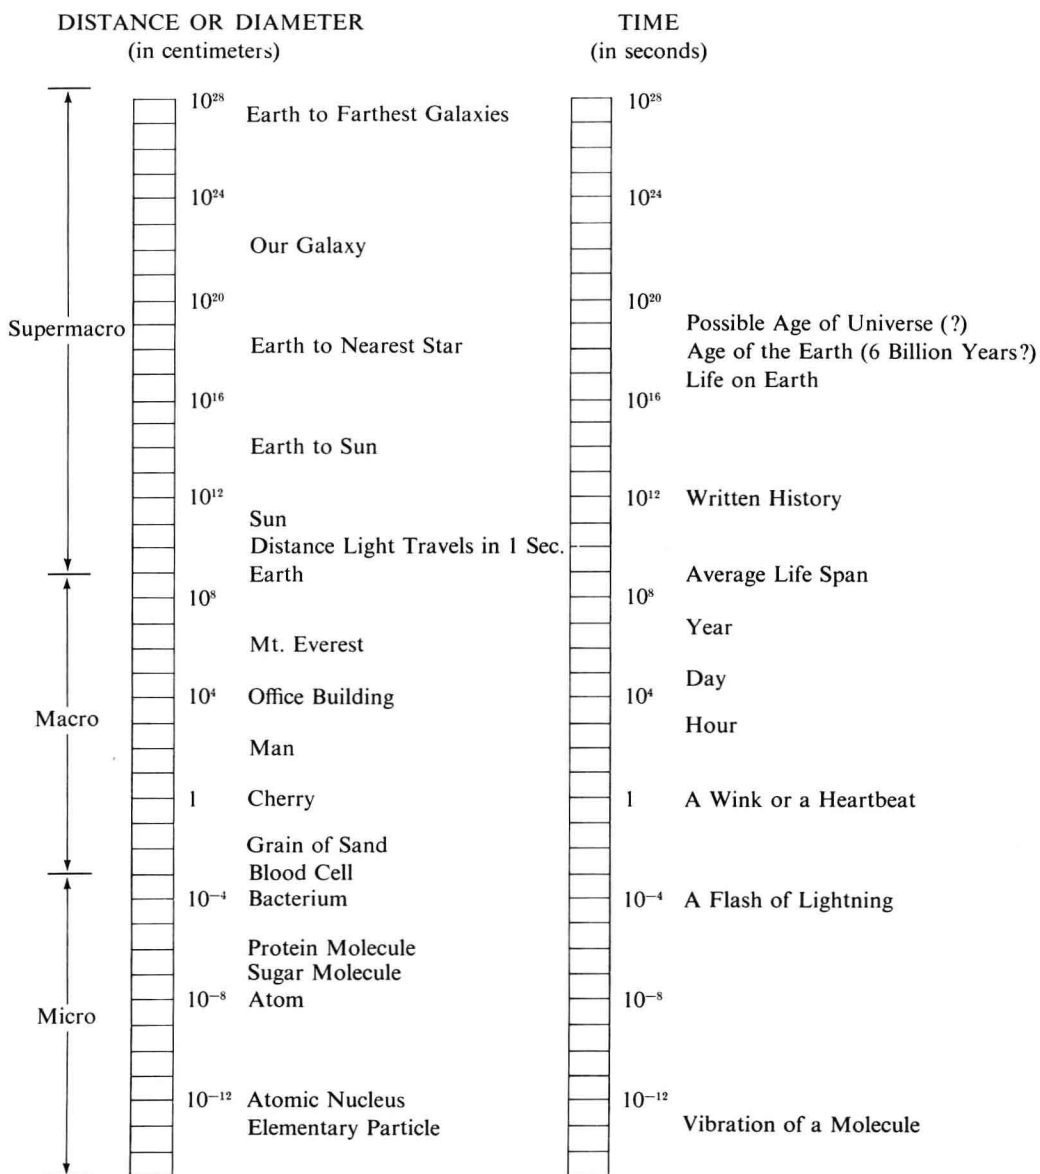 DISTANCE OR DIAMETER
(in centimeters)
10²⁸
Earth to Farthest Galaxies
10²⁴
Our Galaxy
10²⁰
Supermacro
Earth to Nearest Star
10¹⁶
Earth to Sun
10¹²
Sun
Distance Light Travels in 1 Sec.
Earth
10⁸
Mt. Everest
10⁴ Office Building
Macro
Man
1 Cherry
Grain of Sand
Blood Cell
10⁻⁴ Bacterium
Protein Molecule
Sugar Molecule
10⁻⁸ Atom
Micro
10⁻¹² Atomic Nucleus
Elementary Particle
TIME
(in seconds)
10²⁸
10²⁴
10²⁰
Possible Age of Universe (?)
Age of the Earth (6 Billion Years?)
Life on Earth
10¹⁶
10¹² Written History
Average Life Span
10⁸
Year
Day
10⁴
Hour
1 A Wink or a Heartbeat
10⁻⁴ A Flash of Lightning
10⁻⁸
10⁻¹²
Vibration of a Molecule